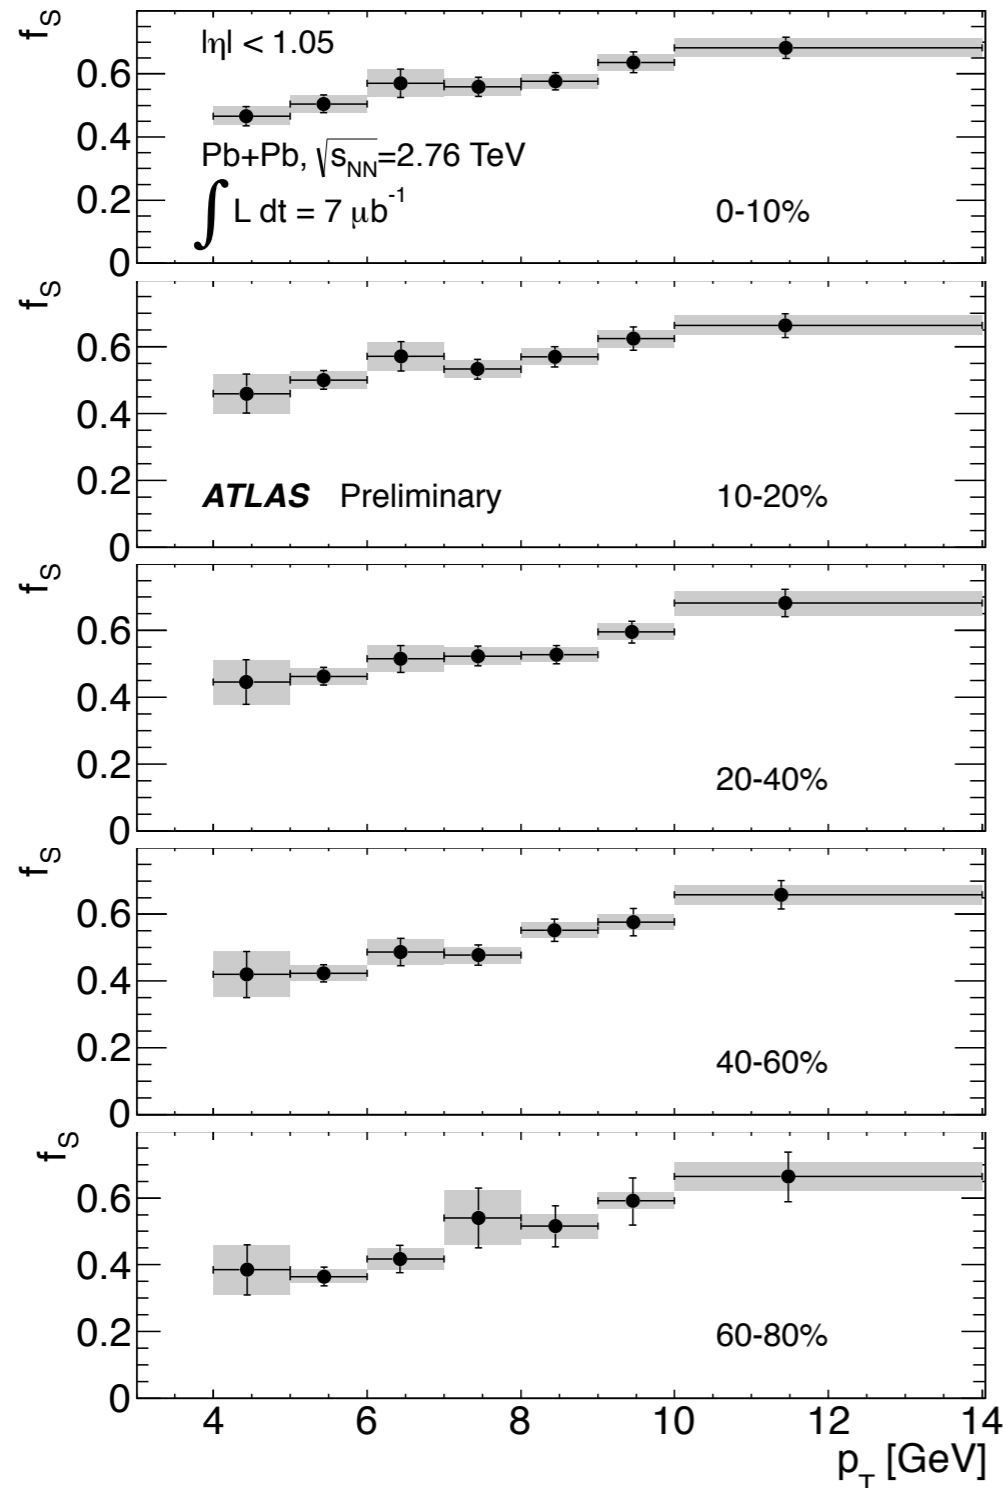 f_S
|η| < 1.05
0.6
0.4
Pb+Pb, √s_NN=2.76 TeV
0.2
∫ L dt = 7 μb^-1
0-10%
0
f_S
0.6
0.4
0.2
ATLAS Preliminary
10-20%
0
f_S
0.6
0.4
0.2
20-40%
0
f_S
0.6
0.4
0.2
40-60%
0
f_S
0.6
0.4
0.2
60-80%
0
4 6 8 10 12 14
p_T [GeV]